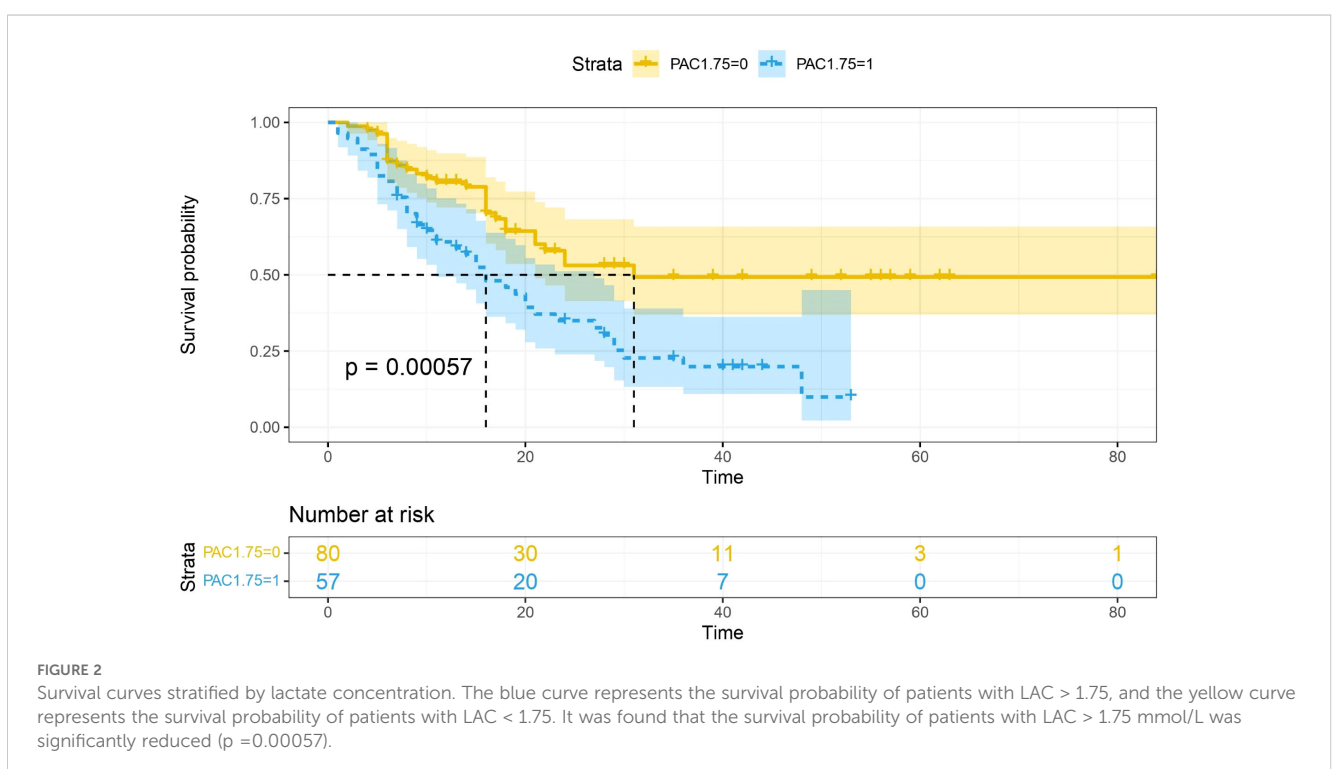 Strata PAC1.75=0 PAC1.75=1
Survival probability
1.00
0.75
0.50
0.25
0.00
p = 0.00057
0 20 40 60 80
Time
Number at risk
Strata
PAC1.75=0 80 30 11 3 1
PAC1.75=1 57 20 7 0 0
0 20 40 60 80
Time
FIGURE 2
Survival curves stratified by lactate concentration. The blue curve represents the survival probability of patients with LAC > 1.75, and the yellow curve
represents the survival probability of patients with LAC < 1.75. It was found that the survival probability of patients with LAC > 1.75 mmol/L was
significantly reduced (p =0.00057).